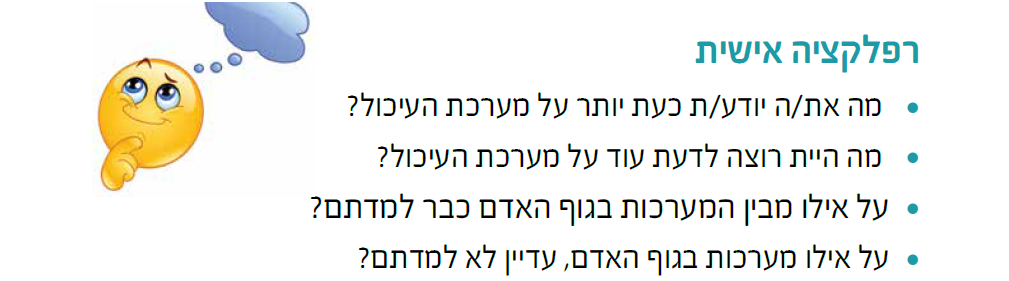 רפלקציה אישית
• מה את/ה יודע/ת כעת יותר על מערכת העיכול?
• מה היית רוצה לדעת עוד על מערכת העיכול?
• על אילו מבין המערכות בגוף האדם כבר למדתם?
• על אילו מערכות בגוף האדם, עדיין לא למדתם?